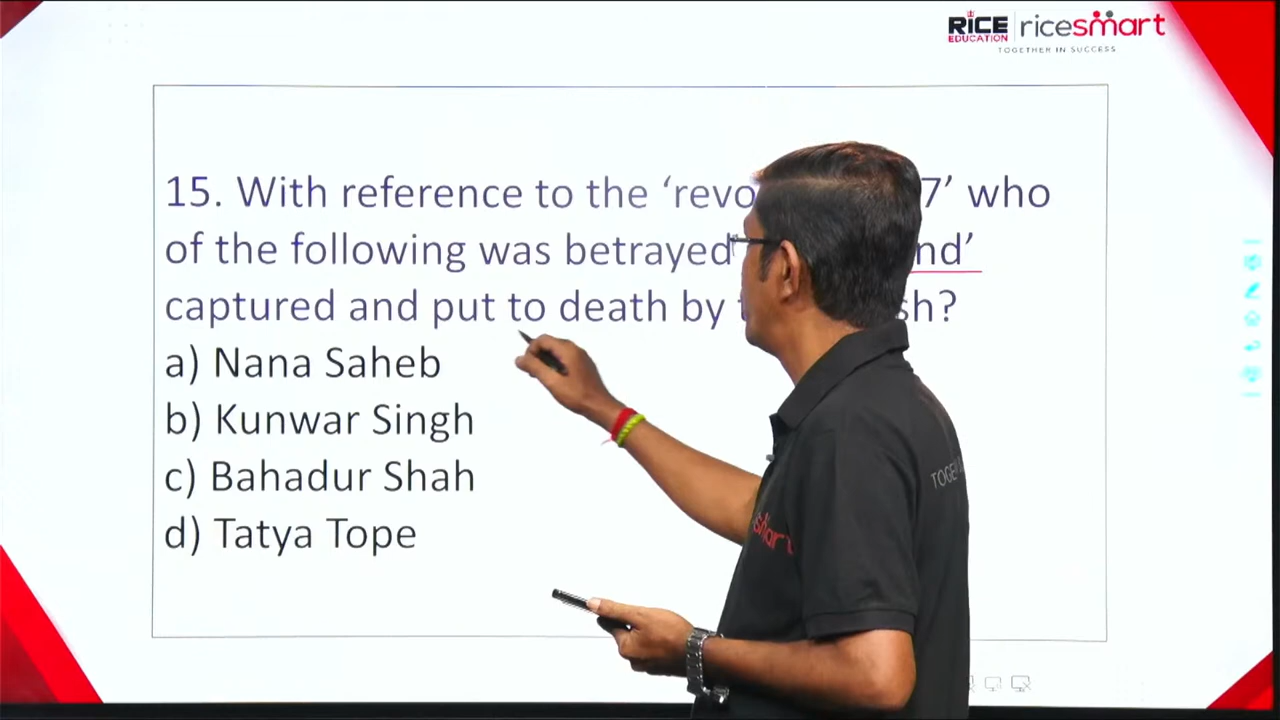 RICE
EDUCATION
ricesmart
TOGETHER IN SUCCESS
15. With reference to the ‘revo 7’ who
of the following was betrayed nd’
captured and put to death by sh?
a) Nana Saheb
b) Kunwar Singh
c) Bahadur Shah
d) Tatya Tope
smart